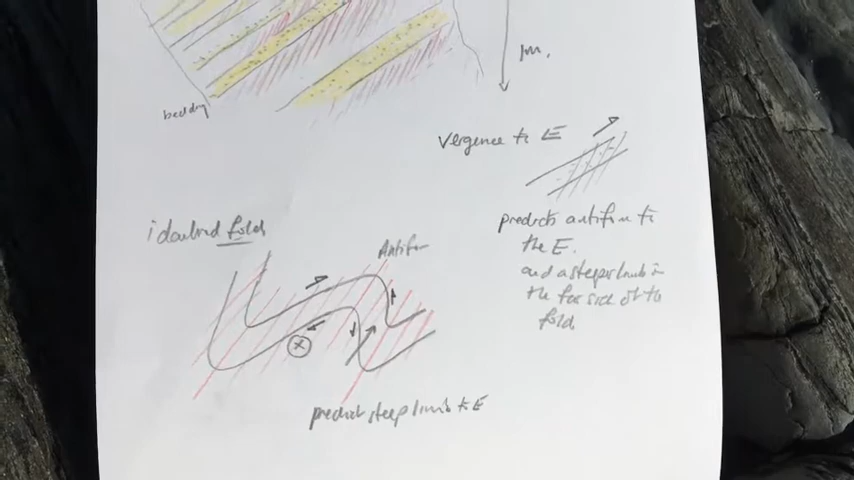 1m.
bedding
Vergence to E
predicts antiform to
the E.
and a steeper limb in
the far side of the
fold.
idealised folds
Antiform
X
predict steep limb to E